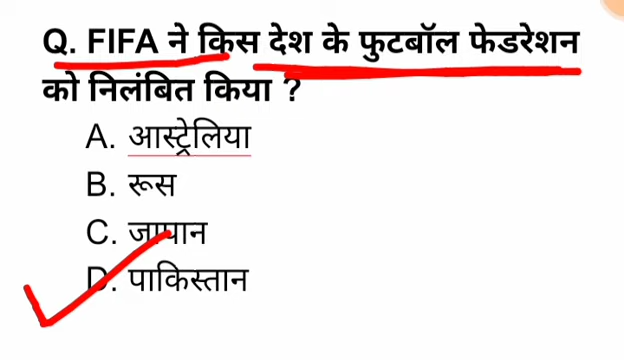 Q. FIFA ने किस देश के फुटबॉल फेडरेशन
को निलंबित किया ?
A. आस्ट्रेलिया
B. रूस
C. जापान
D. पाकिस्तान